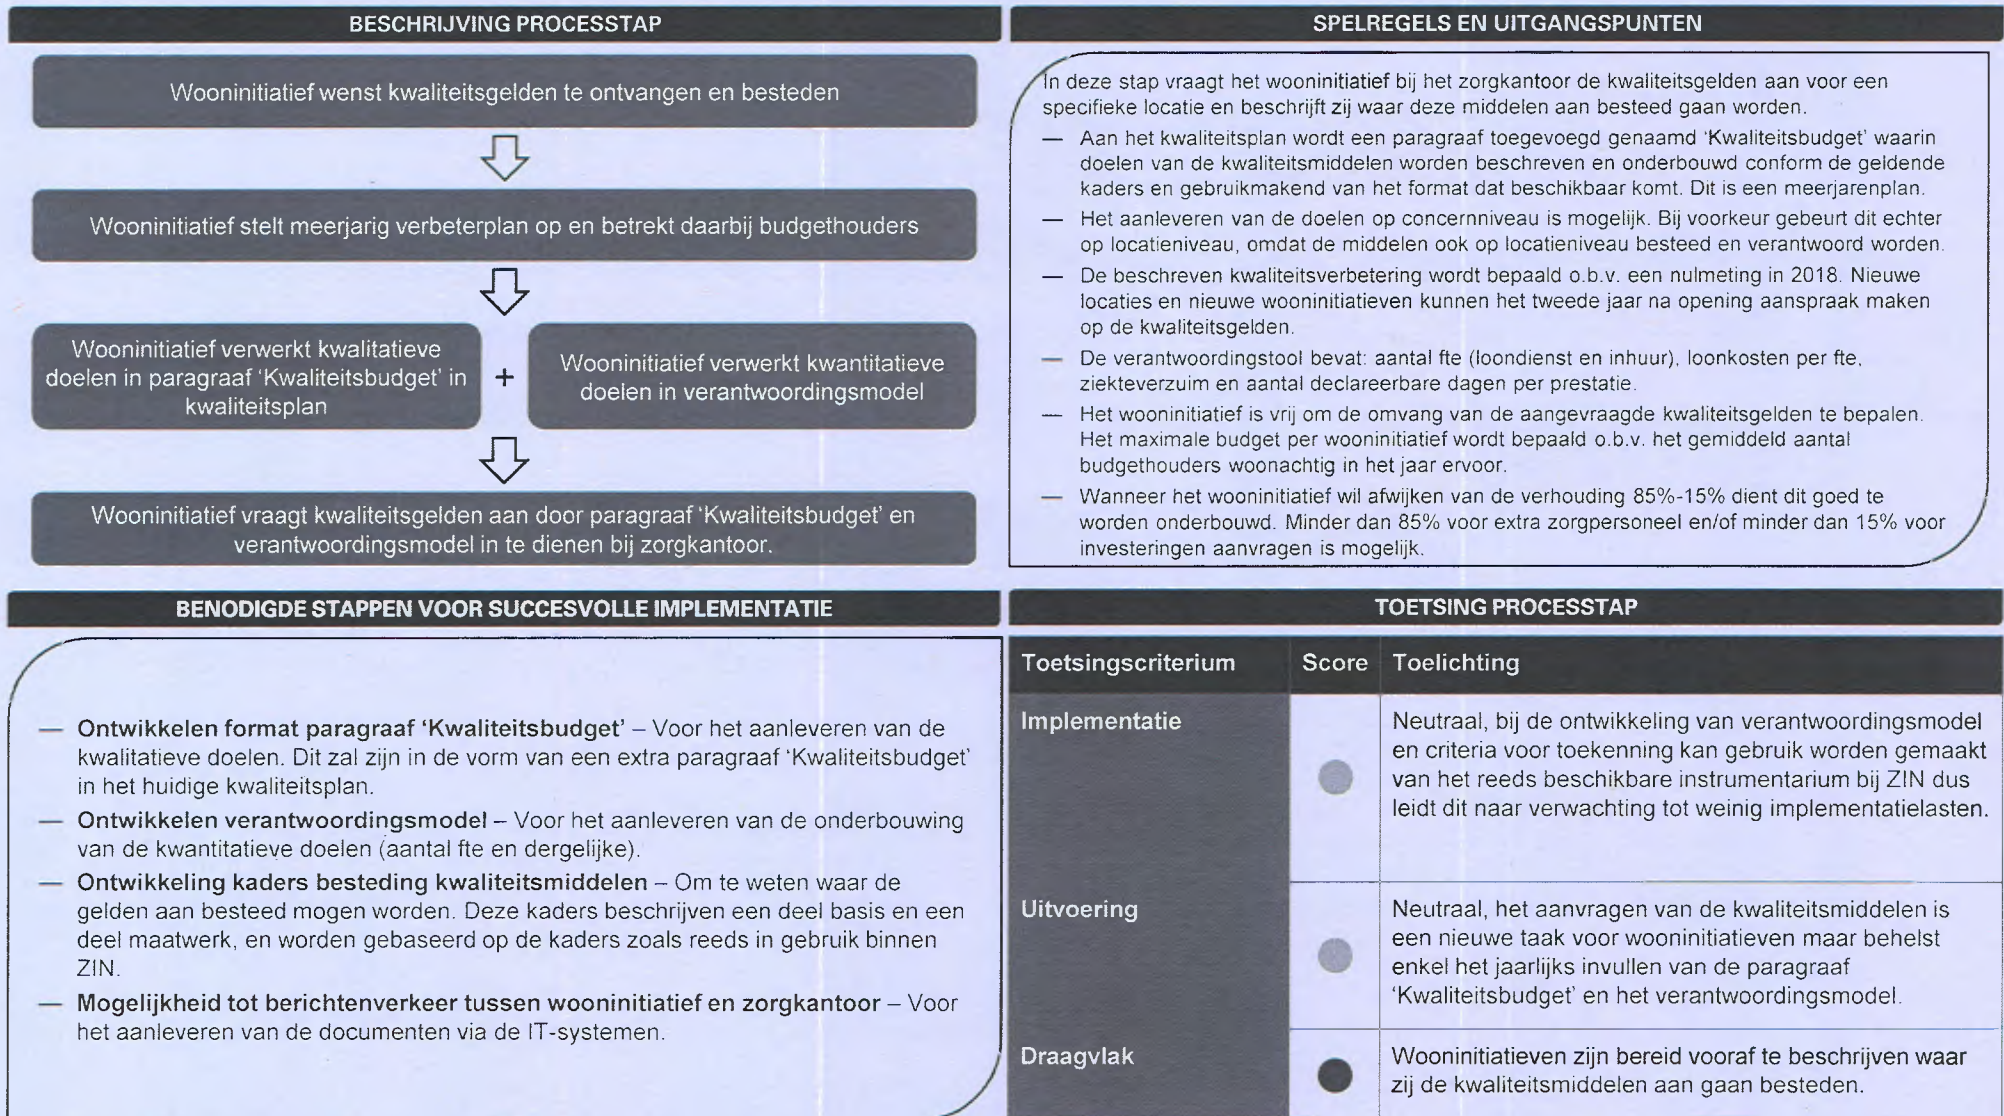 BESCHRIJVING PROCESSTAP
Wooninitiatief wenst kwaliteitsgelden te ontvangen en besteden
Wooninitiatief stelt meerjarig verbeterplan op en betrekt daarbij budgethouders
Wooninitiatief verwerkt kwalitatieve
doelen in paragraaf ‘Kwaliteitsbudget’ in
kwaliteitsplan
+
Wooninitiatief verwerkt kwantitatieve
doelen in verantwoordingsmodel
Wooninitiatief vraagt kwaliteitsgelden aan door paragraaf ‘Kwaliteitsbudget’ en
verantwoordingsmodel in te dienen bij zorgkantoor.
SPELREGELS EN UITGANGSPUNTEN
In deze stap vraagt het wooninitiatief bij het zorgkantoor de kwaliteitsgelden aan voor een
specifieke locatie en beschrijft zij waar deze middelen aan besteed gaan worden.
— Aan het kwaliteitsplan wordt een paragraaf toegevoegd genaamd ‘Kwaliteitsbudget’ waarin
doelen van de kwaliteitsmiddelen worden beschreven en onderbouwd conform de geldende
kaders en gebruikmakend van het format dat beschikbaar komt. Dit is een meerjarenplan.
— Het aanleveren van de doelen op concernniveau is mogelijk. Bij voorkeur gebeurt dit echter
op locatieniveau, omdat de middelen ook op locatieniveau besteed en verantwoord worden.
— De beschreven kwaliteitsverbetering wordt bepaald o.b.v. een nulmeting in 2018. Nieuwe
locaties en nieuwe wooninitiatieven kunnen het tweede jaar na opening aanspraak maken
op de kwaliteitsgelden.
— De verantwoordingstool bevat: aantal fte (loondienst en inhuur), loonkosten per fte,
ziekteverzuim en aantal declareerbare dagen per prestatie.
— Het wooninitiatief is vrij om de omvang van de aangevraagde kwaliteitsgelden te bepalen.
Het maximale budget per wooninitiatief wordt bepaald o.b.v. het gemiddeld aantal
budgethouders woonachtig in het jaar ervoor.
— Wanneer het wooninitiatief wil afwijken van de verhouding 85%-15% dient dit goed te
worden onderbouwd. Minder dan 85% voor extra zorgpersoneel en/of minder dan 15% voor
investeringen aanvragen is mogelijk.
BENODIGDE STAPPEN VOOR SUCCESVOLLE IMPLEMENTATIE
— Ontwikkelen format paragraaf ‘Kwaliteitsbudget’ – Voor het aanleveren van de
kwalitatieve doelen. Dit zal zijn in de vorm van een extra paragraaf ‘Kwaliteitsbudget’
in het huidige kwaliteitsplan.
— Ontwikkelen verantwoordingsmodel – Voor het aanleveren van de onderbouwing
van de kwantitatieve doelen (aantal fte en dergelijke).
— Ontwikkeling kaders besteding kwaliteitsmiddelen – Om te weten waar de
gelden aan besteed mogen worden. Deze kaders beschrijven een deel basis en een
deel maatwerk, en worden gebaseerd op de kaders zoals reeds in gebruik binnen
ZIN.
— Mogelijkheid tot berichtenverkeer tussen wooninitiatief en zorgkantoor – Voor
het aanleveren van de documenten via de IT-systemen.
TOETSING PROCESSTAP
Toetsingscriterium Score Toelichting
Implementatie
Neutraal, bij de ontwikkeling van verantwoordingsmodel
en criteria voor toekenning kan gebruik worden gemaakt
van het reeds beschikbare instrumentarium bij ZIN dus
leidt dit naar verwachting tot weinig implementatielasten.
Uitvoering
Neutraal, het aanvragen van de kwaliteitsmiddelen is
een nieuwe taak voor wooninitiatieven maar behelst
enkel het jaarlijks invullen van de paragraaf
‘Kwaliteitsbudget’ en het verantwoordingsmodel.
Draagvlak
Wooninitiatieven zijn bereid vooraf te beschrijven waar
zij de kwaliteitsmiddelen aan gaan besteden.